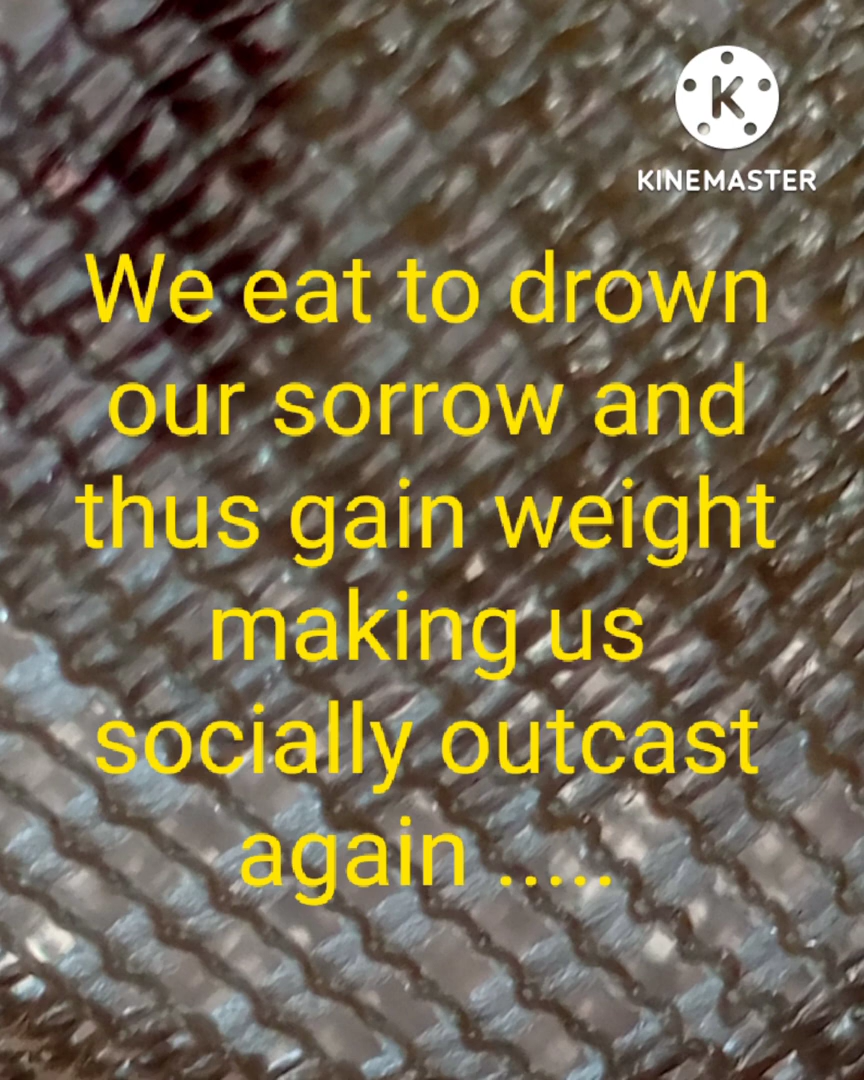 K
KINEMASTER
We eat to drown
our sorrow and
thus gain weight
making us
socially outcast
again .....